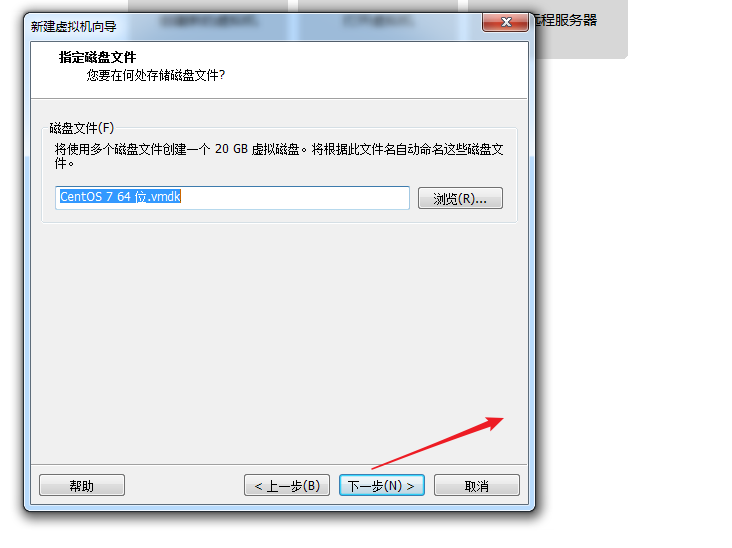 新建虚拟机向导
远程服务器
指定磁盘文件
您要在何处存储磁盘文件?
磁盘文件(F)
将使用多个磁盘文件创建一个 20 GB 虚拟磁盘。将根据此文件名自动命名这些磁盘文
件。
CentOS 7 64 位.vmdk
浏览(R)...
帮助
< 上一步(B)
下一步(N) >
取消